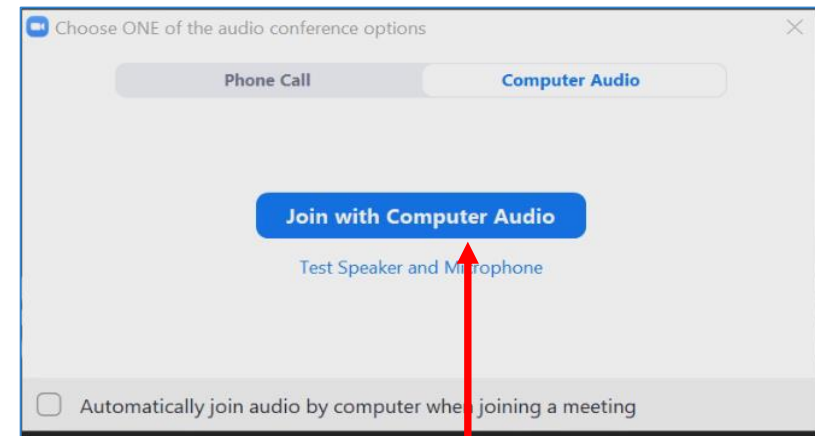 Choose ONE of the audio conference options
Phone Call
Computer Audio
Join with Computer Audio
Test Speaker and Microphone
Automatically join audio by computer when joining a meeting